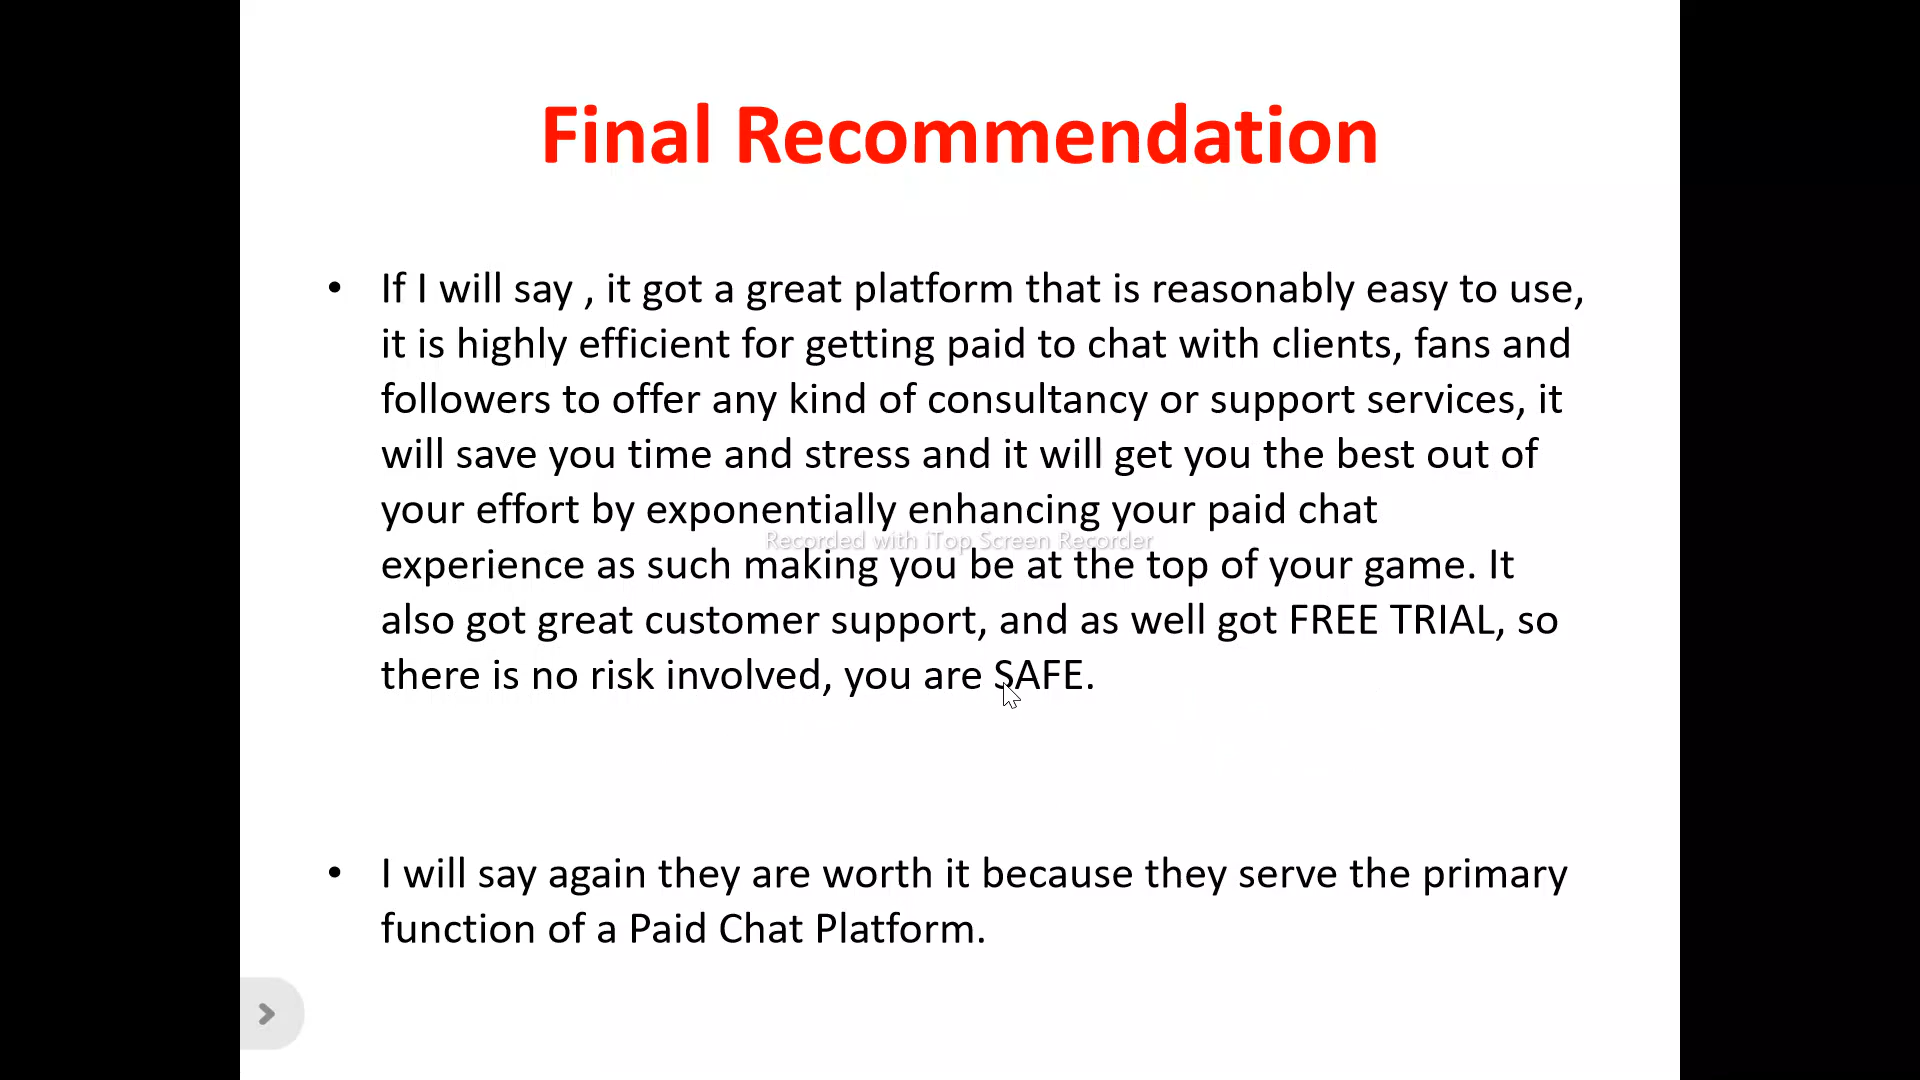 Final Recommendation
• If I will say , it got a great platform that is reasonably easy to use,
it is highly efficient for getting paid to chat with clients, fans and
followers to offer any kind of consultancy or support services, it
will save you time and stress and it will get you the best out of
your effort by exponentially enhancing your paid chat
Recorded with iTop Screen Recorder
experience as such making you be at the top of your game. It
also got great customer support, and as well got FREE TRIAL, so
there is no risk involved, you are SAFE.
• I will say again they are worth it because they serve the primary
function of a Paid Chat Platform.